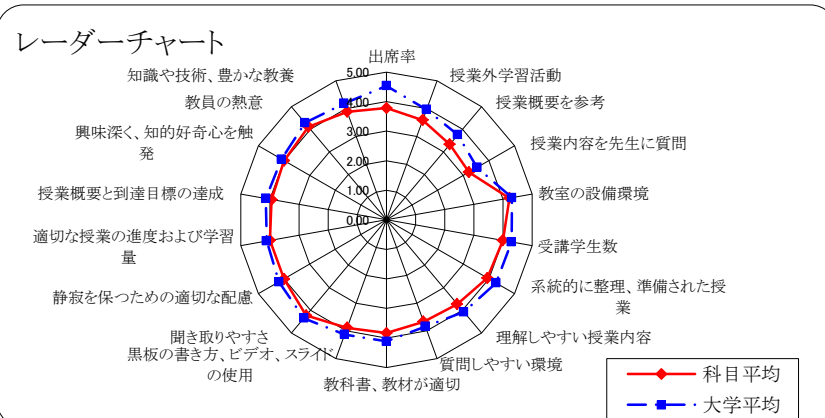 レーダーチャート
出席率
授業外学習活動
授業概要を参考
授業内容を先生に質問
教室の設備環境
受講学生数
系統的に整理、準備された授
業
理解しやすい授業内容
質問しやすい環境
教科書、教材が適切
黒板の書き方、ビデオ、スライド
の使用
聞き取りやすさ
静寂を保つための適切な配慮
適切な授業の進度および学習
量
授業概要と到達目標の達成
興味深く、知的好奇心を触
発
教員の熱意
知識や技術、豊かな教養
5.00
4.00
3.00
2.00
1.00
0.00
科目平均
大学平均